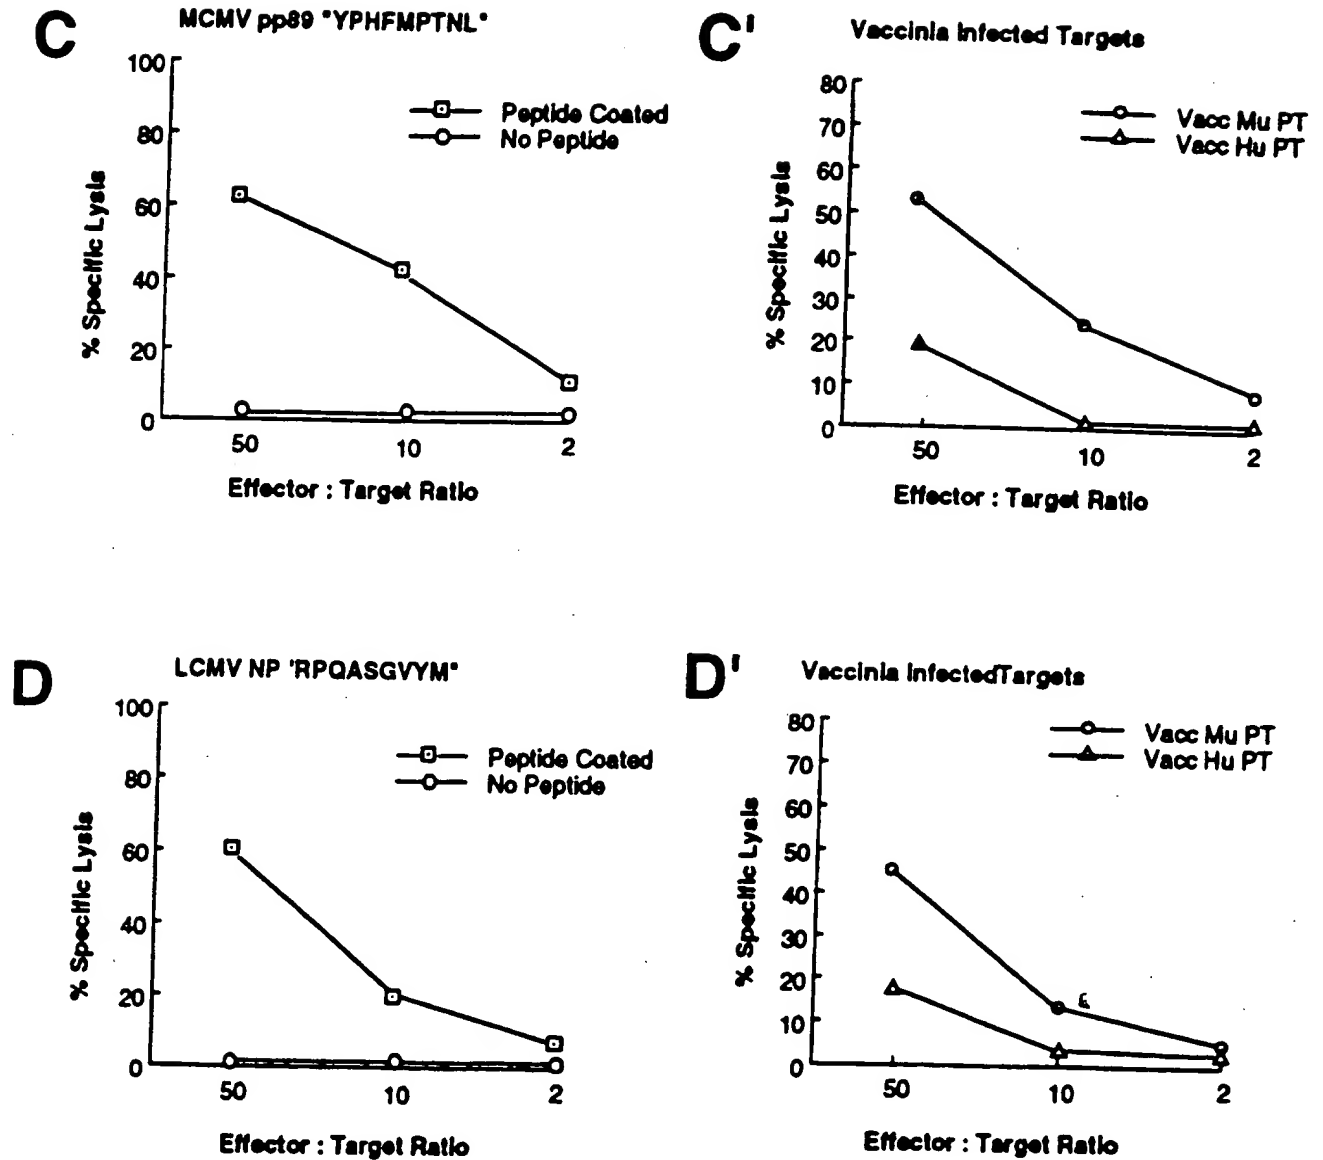 C
MCMV pp89 "YPHFMPTNL"
100
80
60
40
20
0
% Specific Lysis
Peptide Coated
No Peptide
50 10 2
Effector : Target Ratio
C'
Vaccinia Infected Targets
80
70
60
50
40
30
20
10
0
% Specific Lysis
Vacc Mu PT
Vacc Hu PT
50 10 2
Effector : Target Ratio
D
LCMV NP 'RPQASGVYM"
100
80
60
40
20
0
% Specific Lysis
Peptide Coated
No Peptide
50 10 2
Effector : Target Ratio
D'
Vaccinia InfectedTargets
80
70
60
50
40
30
20
10
0
% Specific Lysis
Vacc Mu PT
Vacc Hu PT
50 10 2
Effector : Target Ratio